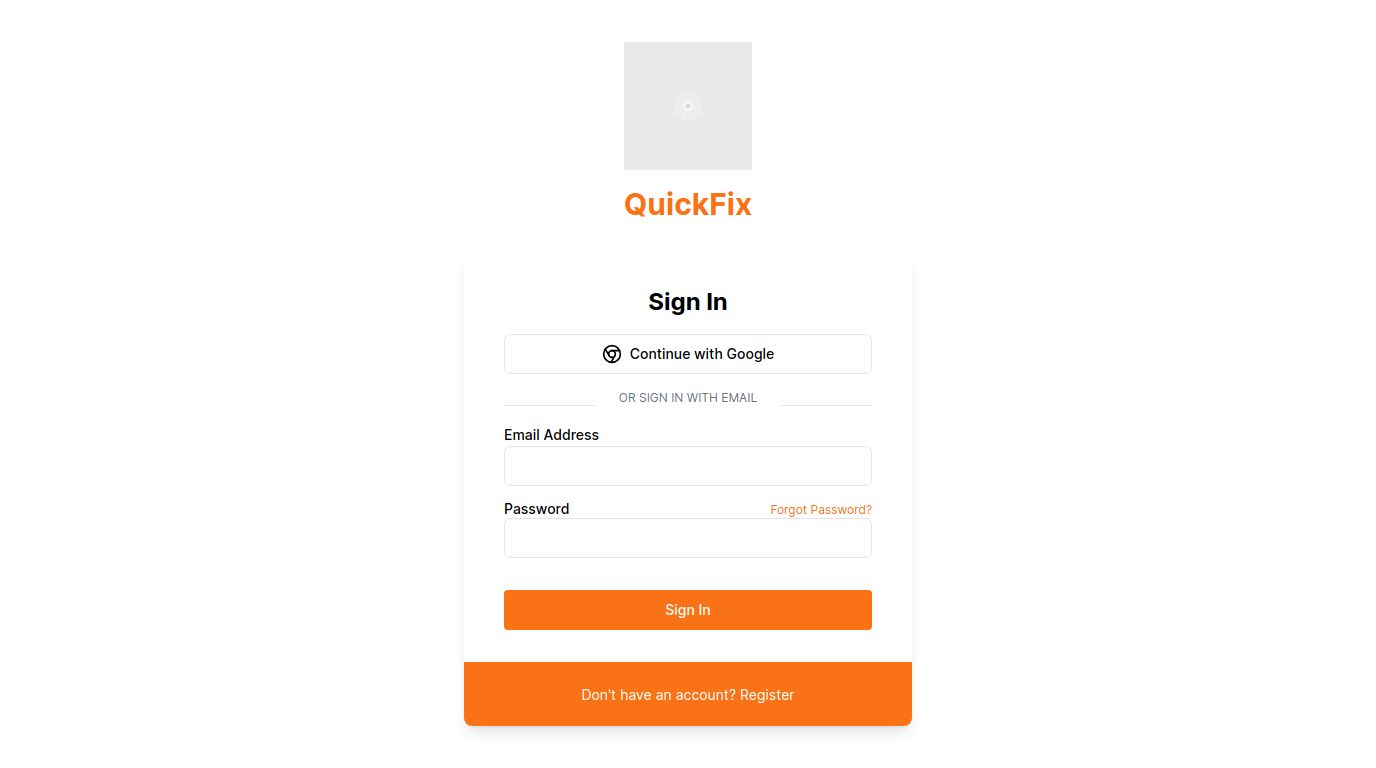 QuickFix
Sign In
Continue with Google
OR SIGN IN WITH EMAIL
Email Address
Password
Forgot Password?
Sign In
Don't have an account? Register